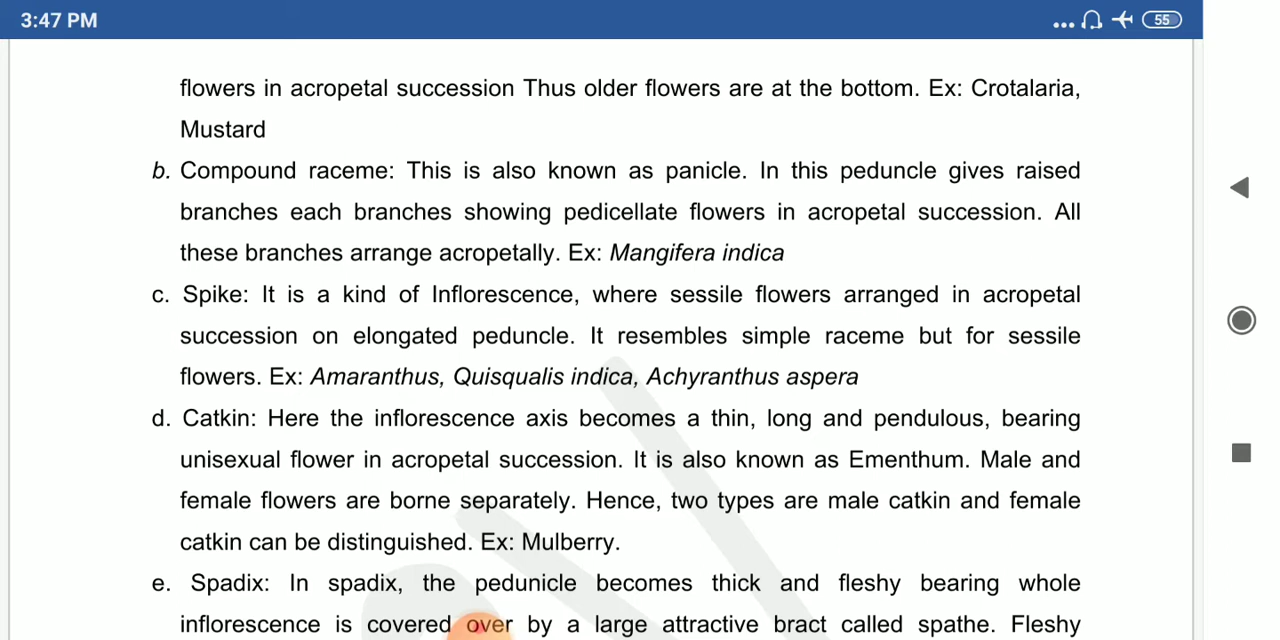 3:47 PM
... 55
flowers in acropetal succession Thus older flowers are at the bottom. Ex: Crotalaria,
Mustard
b. Compound raceme: This is also known as panicle. In this peduncle gives raised
branches each branches showing pedicellate flowers in acropetal succession. All
these branches arrange acropetally. Ex: Mangifera indica
c. Spike: It is a kind of Inflorescence, where sessile flowers arranged in acropetal
succession on elongated peduncle. It resembles simple raceme but for sessile
flowers. Ex: Amaranthus, Quisqualis indica, Achyranthus aspera
d. Catkin: Here the inflorescence axis becomes a thin, long and pendulous, bearing
unisexual flower in acropetal succession. It is also known as Ementhum. Male and
female flowers are borne separately. Hence, two types are male catkin and female
catkin can be distinguished. Ex: Mulberry.
e. Spadix: In spadix, the pedunicle becomes thick and fleshy bearing whole
inflorescence is covered over by a large attractive bract called spathe. Fleshy